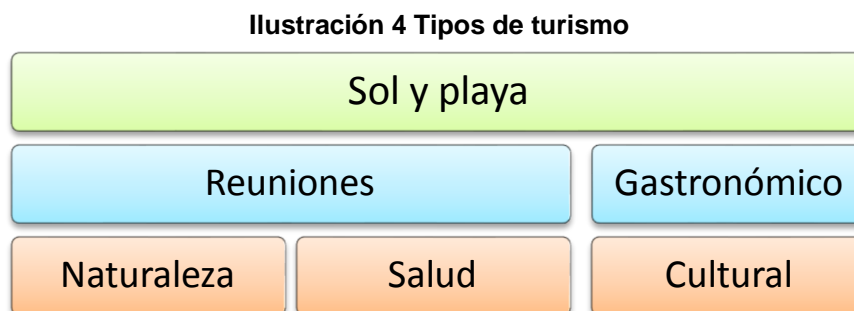 Ilustración 4 Tipos de turismo
Sol y playa
Reuniones Gastronómico
Naturaleza Salud Cultural